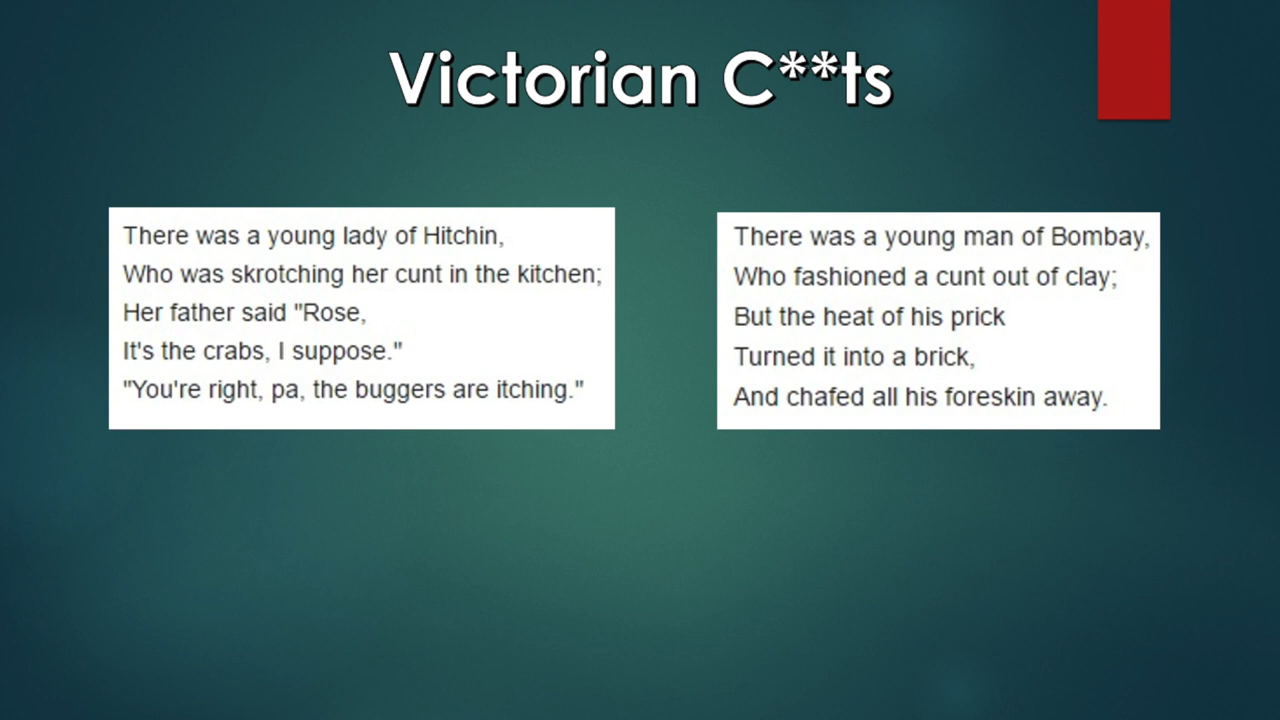 Victorian C**ts
There was a young lady of Hitchin,
Who was skrotching her cunt in the kitchen;
Her father said "Rose,
It's the crabs, I suppose."
"You're right, pa, the buggers are itching."
There was a young man of Bombay,
Who fashioned a cunt out of clay;
But the heat of his prick
Turned it into a brick,
And chafed all his foreskin away.